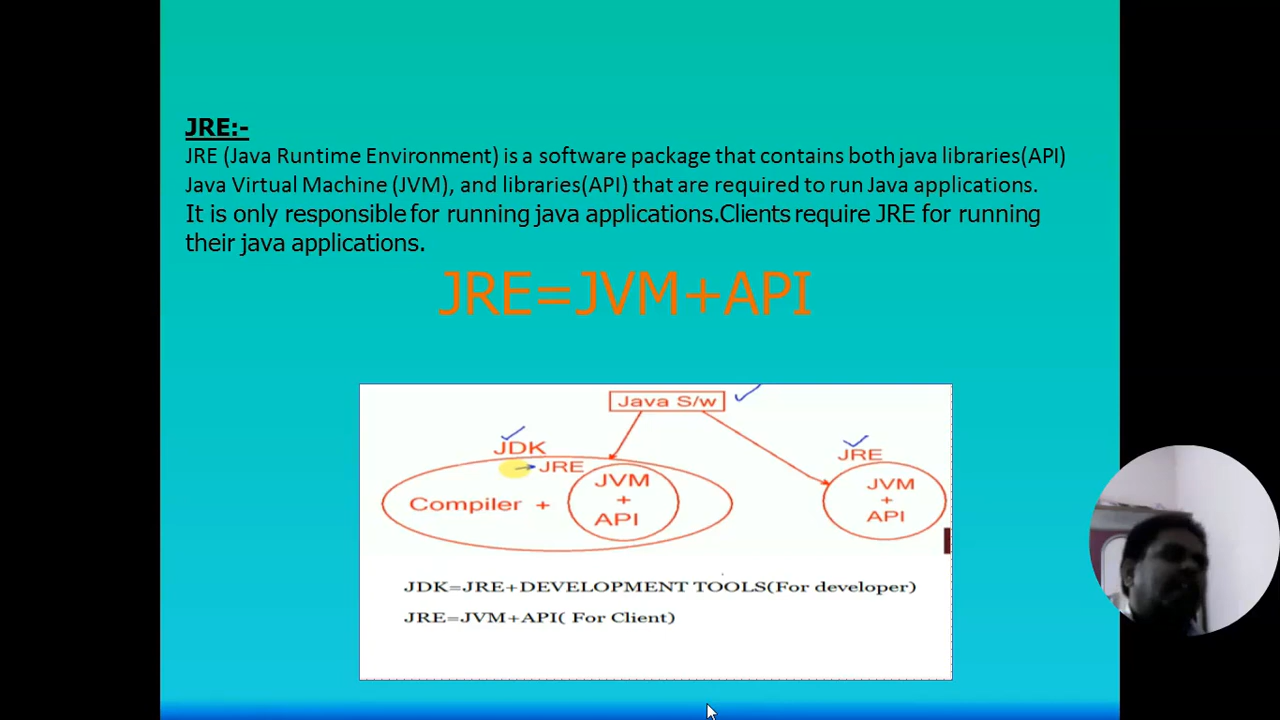 JRE:-
JRE (Java Runtime Environment) is a software package that contains both java libraries(API)
Java Virtual Machine (JVM), and libraries(API) that are required to run Java applications.
It is only responsible for running java applications.Clients require JRE for running
their java applications.
JRE=JVM+API
Java S/w
JDK
JRE
Compiler +
JVM
+
API
JRE
JVM
+
API
JDK=JRE+DEVELOPMENT TOOLS(For developer)
JRE=JVM+API( For Client)